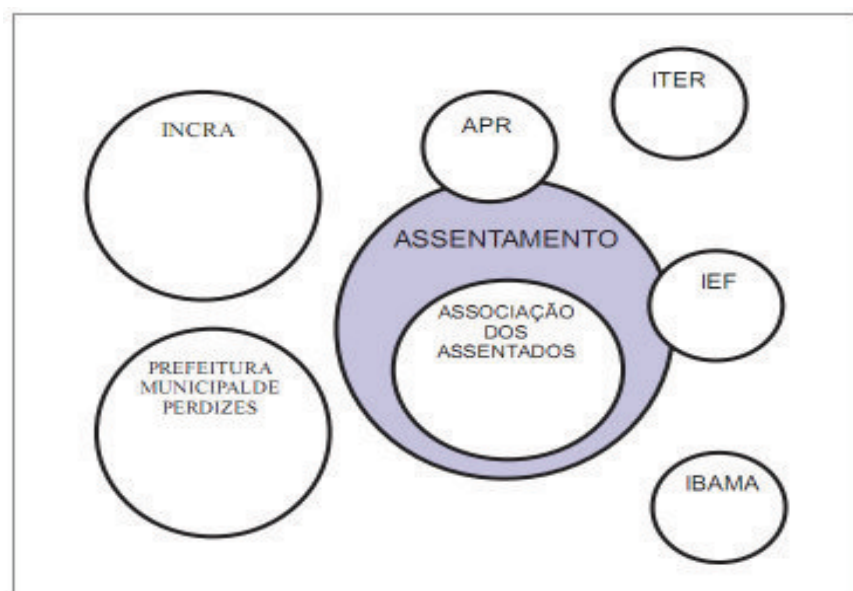 ITER
APR
INCRA
ASSENTAMENTO
IEF
ASSOCIAÇÃO
DOS
ASSENTADOS
PREFEITURA
MUNICIPALDE
PERDIZES
IBAMA